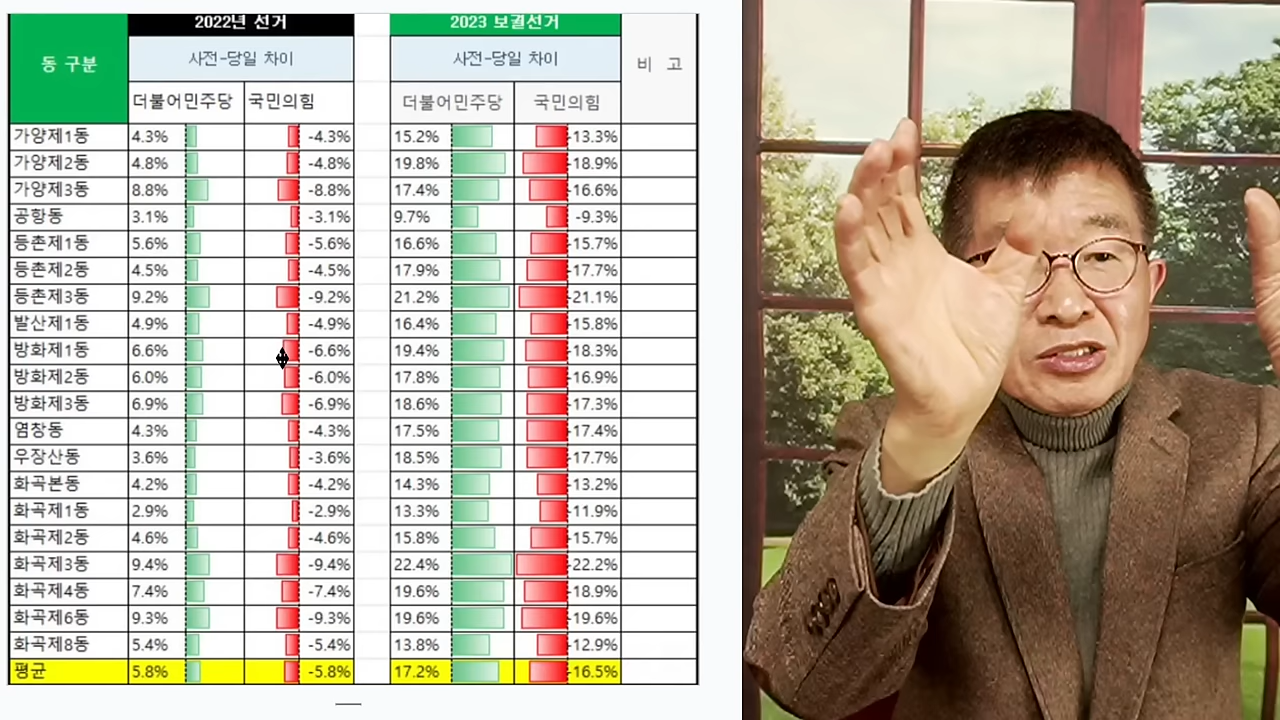 2022년 선거 2023 보궐선거
동 구분 사전-당일 차이 사전-당일 차이 비 고
더불어민주당 국민의힘 더불어민주당 국민의힘
가양제1동 4.3% -4.3% 15.2% -13.3%
가양제2동 4.8% -4.8% 19.8% -18.9%
가양제3동 8.8% -8.8% 17.4% -16.6%
공항동 3.1% -3.1% 9.7% -9.3%
등촌제1동 5.6% -5.6% 16.6% -15.7%
등촌제2동 4.5% -4.5% 17.9% -17.7%
등촌제3동 9.2% -9.2% 21.2% -21.1%
발산제1동 4.9% -4.9% 16.4% -15.8%
방화제1동 6.6% -6.6% 19.4% -18.3%
방화제2동 6.0% -6.0% 17.8% -16.9%
방화제3동 6.9% -6.9% 18.6% -17.3%
염창동 4.3% -4.3% 17.5% -17.4%
우장산동 3.6% -3.6% 18.5% -17.7%
화곡본동 4.2% -4.2% 14.3% -13.2%
화곡제1동 2.9% -2.9% 13.3% -11.9%
화곡제2동 4.6% -4.6% 15.8% -15.7%
화곡제3동 9.4% -9.4% 22.4% -22.2%
화곡제4동 7.4% -7.4% 19.6% -18.9%
화곡제6동 9.3% -9.3% 19.6% -19.6%
화곡제8동 5.4% -5.4% 13.8% -12.9%
평균 5.8% -5.8% 17.2% -16.5%